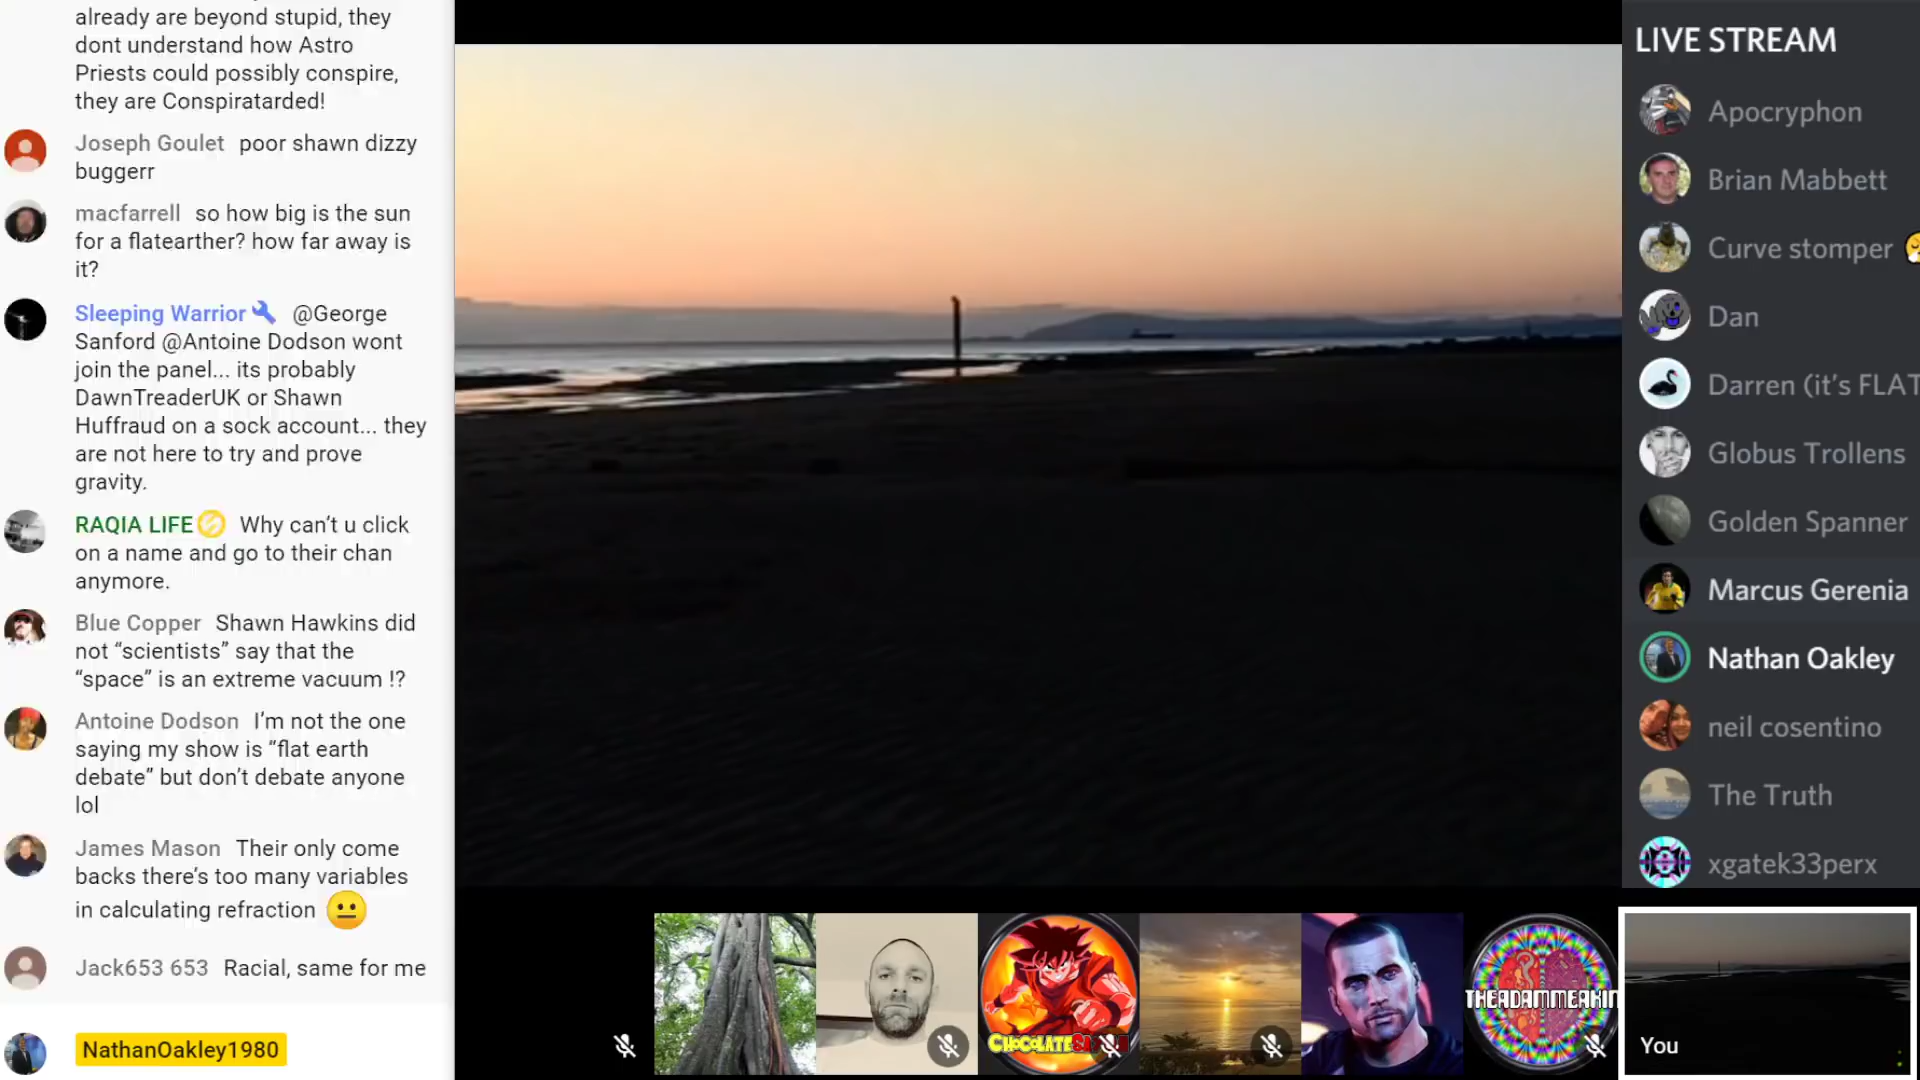 already are beyond stupid, they
dont understand how Astro
Priests could possibly conspire,
they are Conspiratarded!
Joseph Goulet poor shawn dizzy
buggerr
macfarrell so how big is the sun
for a flatearther? how far away is
it?
Sleeping Warrior @George
Sanford @Antoine Dodson wont
join the panel... its probably
DawnTreaderUK or Shawn
Huffraud on a sock account... they
are not here to try and prove
gravity.
RAQIA LIFE Why can't u click
on a name and go to their chan
anymore.
Blue Copper Shawn Hawkins did
not “scientists” say that the
“space” is an extreme vacuum !?
Antoine Dodson I’m not the one
saying my show is “flat earth
debate” but don’t debate anyone
lol
James Mason Their only come
backs there’s too many variables
in calculating refraction
Jack653 653 Racial, same for me
NathanOakley1980
LIVE STREAM
Apocryphon
Brian Mabbett
Curve stomper
Dan
Darren (it’s FLAT
Globus Trollens
Golden Spanner
Marcus Gerenia
Nathan Oakley
neil cosentino
The Truth
xgatek33perx
THEADAMMEAKIN
You